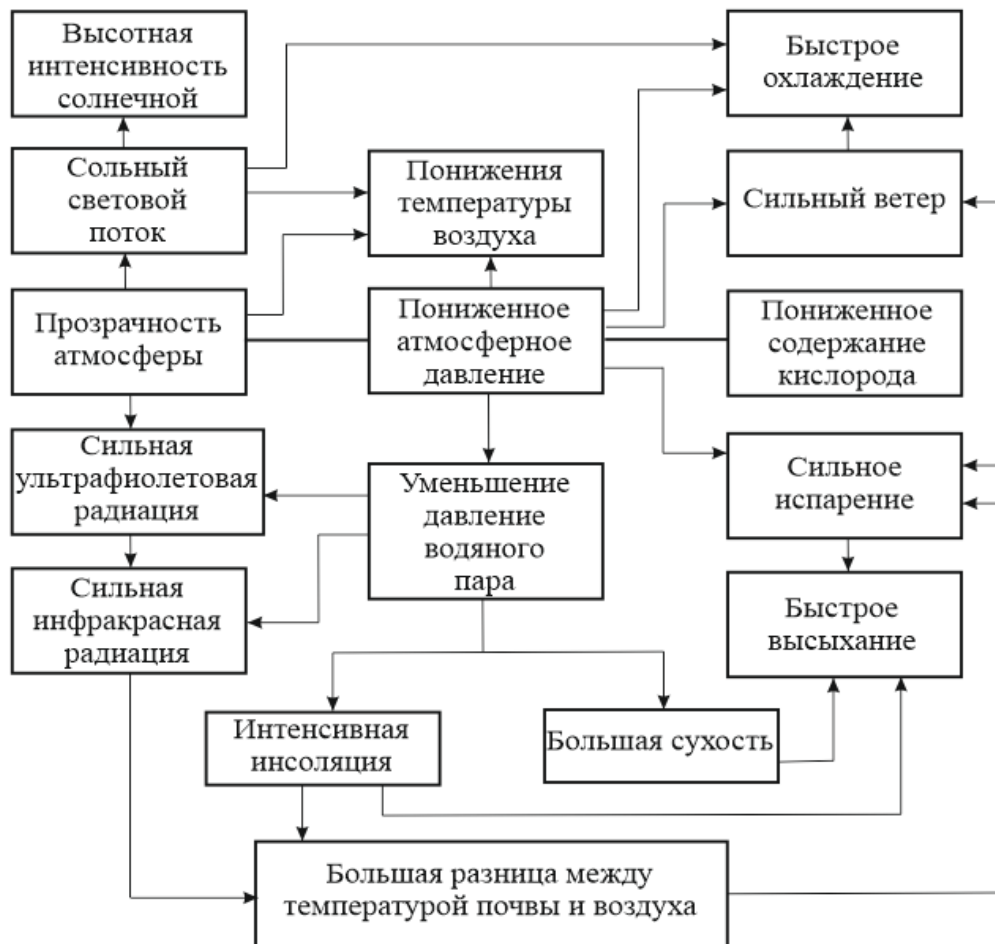 Высотная
интенсивность
солнечной
Быстрое
охлаждение
Сольный
световой
поток
Понижения
температуры
воздуха
Сильный ветер
Прозрачность
атмосферы
Пониженное
атмосферное
давление
Пониженное
содержание
кислорода
Сильная
ультрафиолетовая
радиация
Уменьшение
давление
водяного
пара
Сильное
испарение
Сильная
инфракрасная
радиация
Быстрое
высыхание
Интенсивная
инсоляция
Большая сухость
Большая разница между
температурой почвы и воздуха